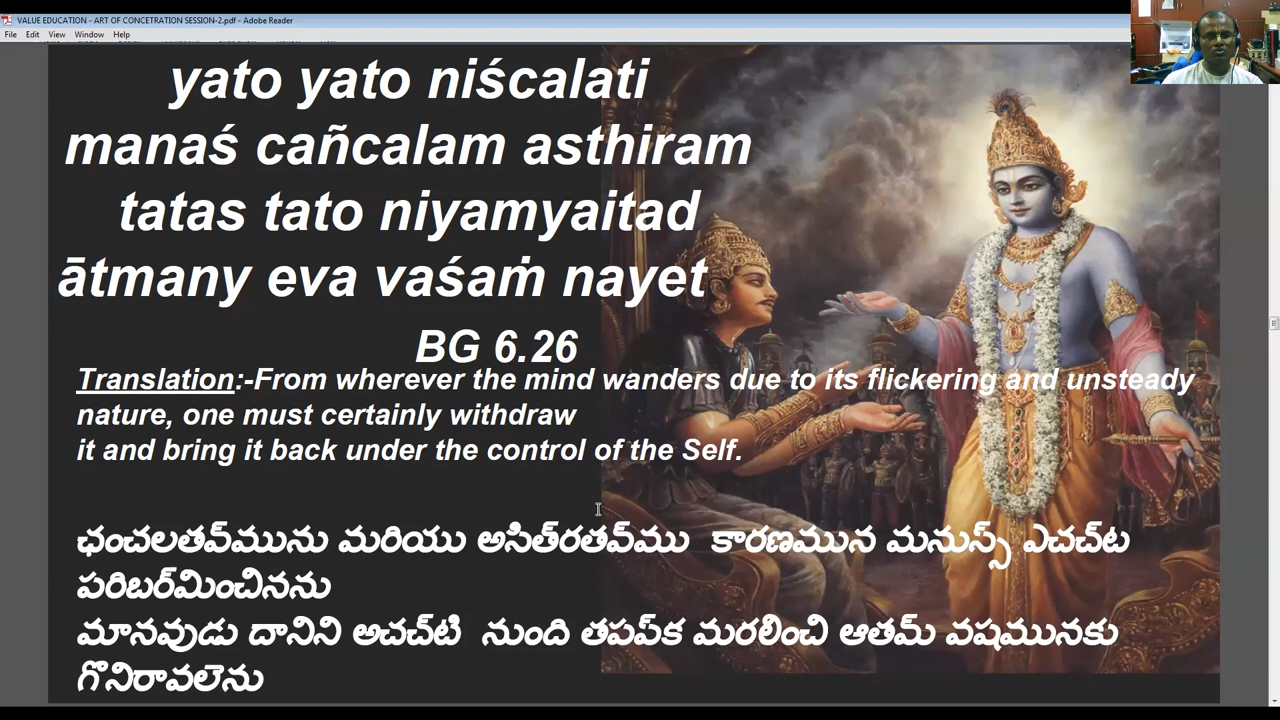 VALUE EDUCATION - ART OF CONCETRATION SESSION-2.pdf - Adobe Reader
File Edit View Window Help
yato yato niścalati
manaś cañcalam asthiram
tatas tato niyamyaitad
ātmany eva vaśaṁ nayet
BG 6.26
Translation:-From wherever the mind wanders due to its flickering and unsteady
nature, one must certainly withdraw
it and bring it back under the control of the Self.
ఛంచలతవ్మును మరియు అసిత్రతవ్ము కారణమున మనుస్స్ ఎచచ్ట
పరిబర్మించినను
మానవుడు దానిని అచచ్టి నుండి తపప్క మరలించి ఆతమ్ వషమునకు
గొనిరావలెను